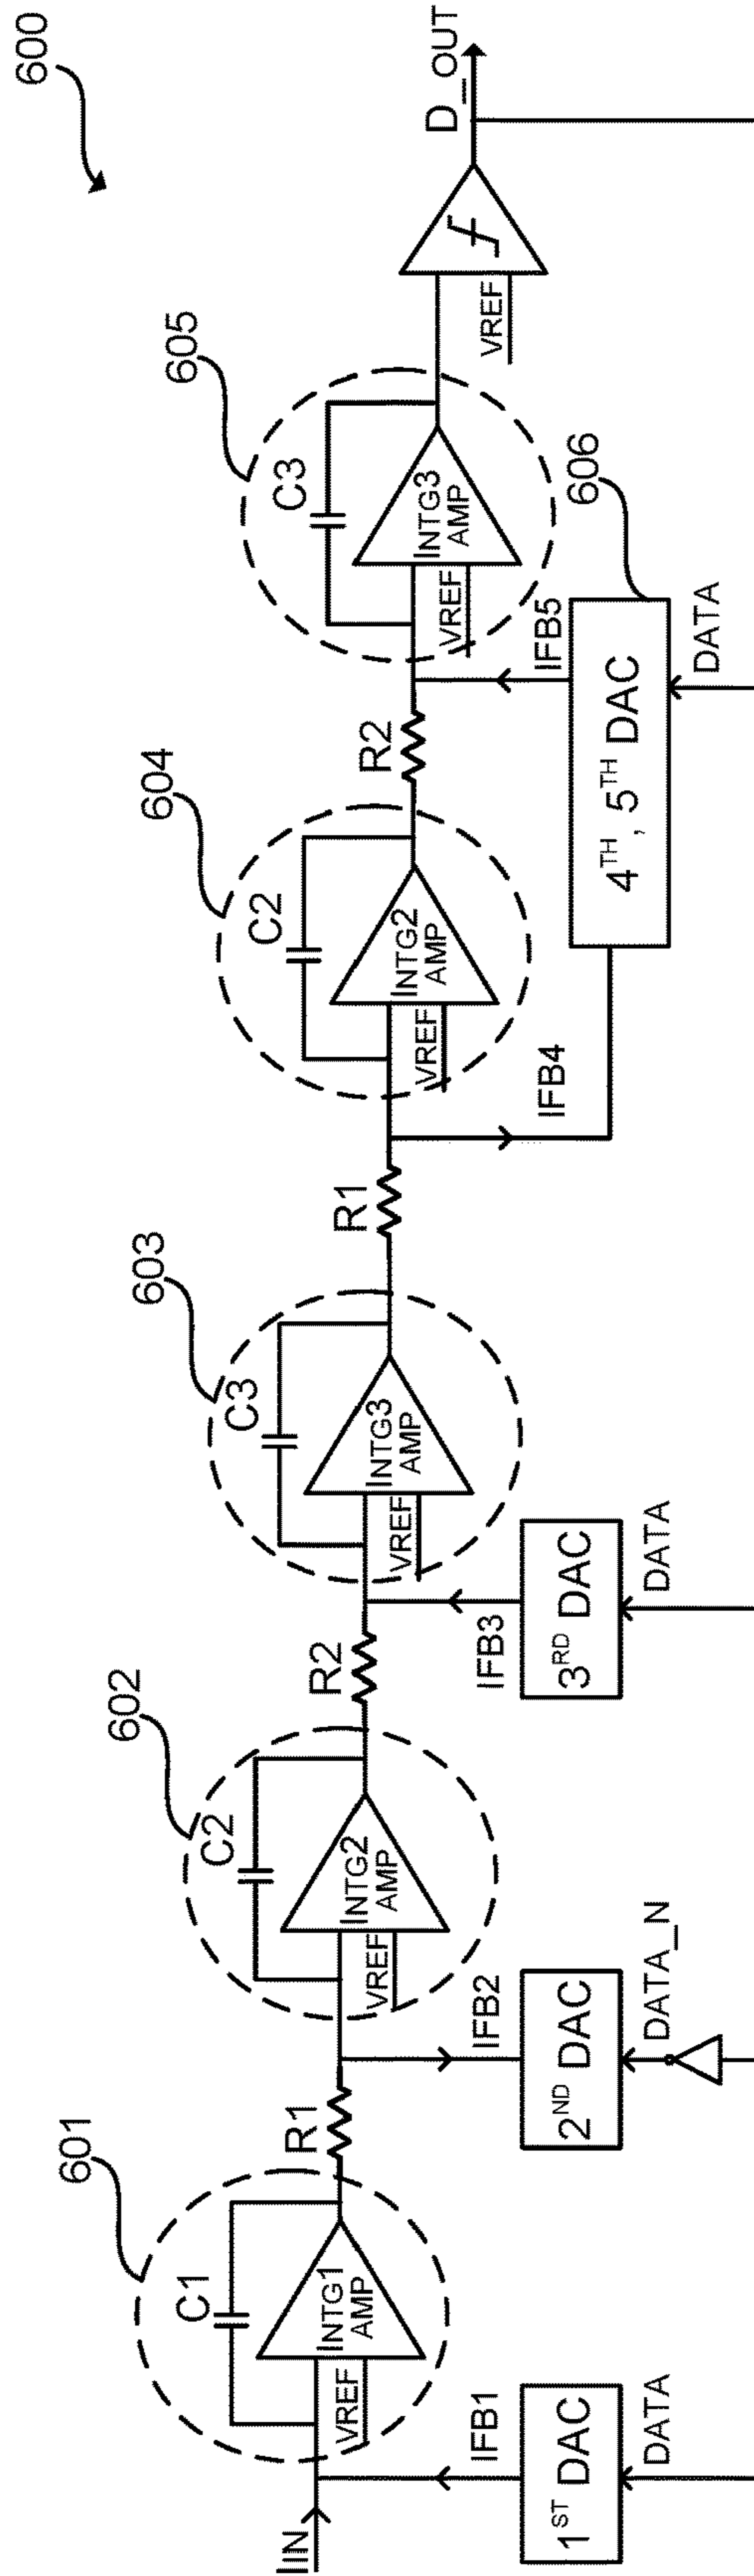 600
601
C1
INTG1
AMP
VREF
IIN
IFB1
1ST DAC
DATA
R1
IFB2
2ND DAC
DATA_N
602
C2
INTG2
AMP
VREF
R2
IFB3
3RD DAC
DATA
603
C3
INTG3
AMP
VREF
R1
IFB4
604
C2
INTG2
AMP
VREF
R2
IFB5
4TH, 5TH DAC
606
DATA
605
C3
INTG3
AMP
VREF
VREF
D_OUT